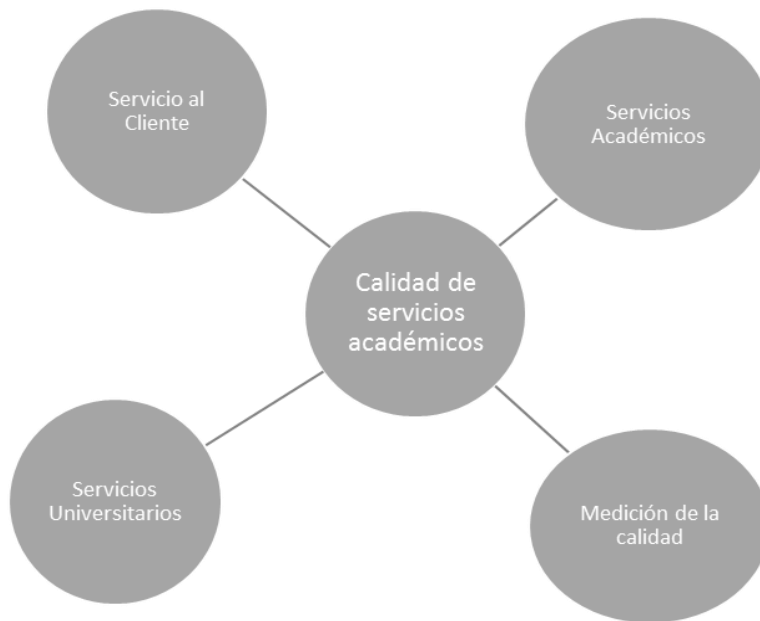 Servicio al
Cliente
Servicios
Académicos
Calidad de
servicios
académicos
Servicios
Universitarios
Medición de la
calidad